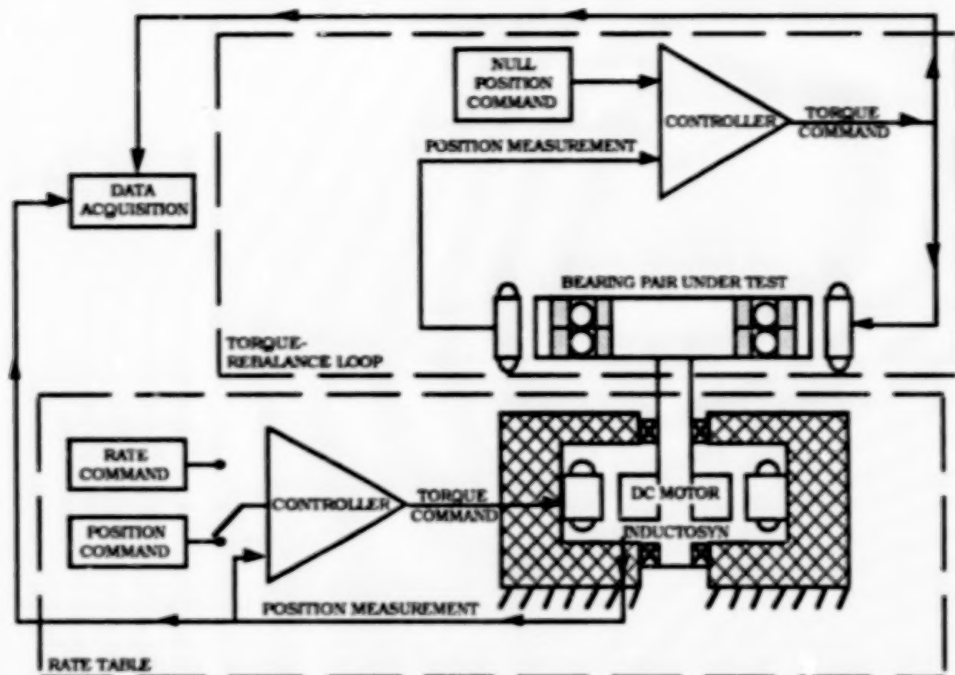 NULL
POSITION
COMMAND
CONTROLLER
TORQUE
COMMAND
POSITION MEASUREMENT
DATA
ACQUISITION
BEARING PAIR UNDER TEST
TORQUE-
REBALANCE LOOP
RATE
COMMAND
POSITION
COMMAND
CONTROLLER
TORQUE
COMMAND
DC MOTOR
INDUCTOSYN
POSITION MEASUREMENT
RATE TABLE